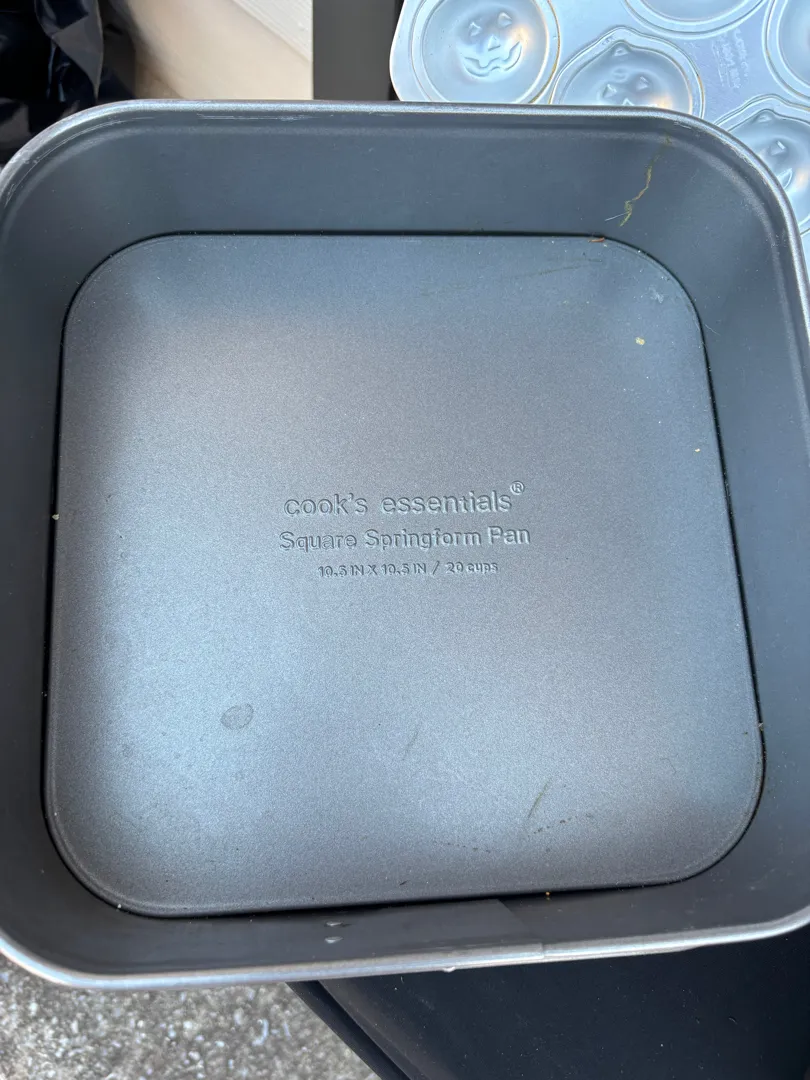 cook's essentials®
Square Springform Pan
10.5 IN X 10.5 IN / 20 cups